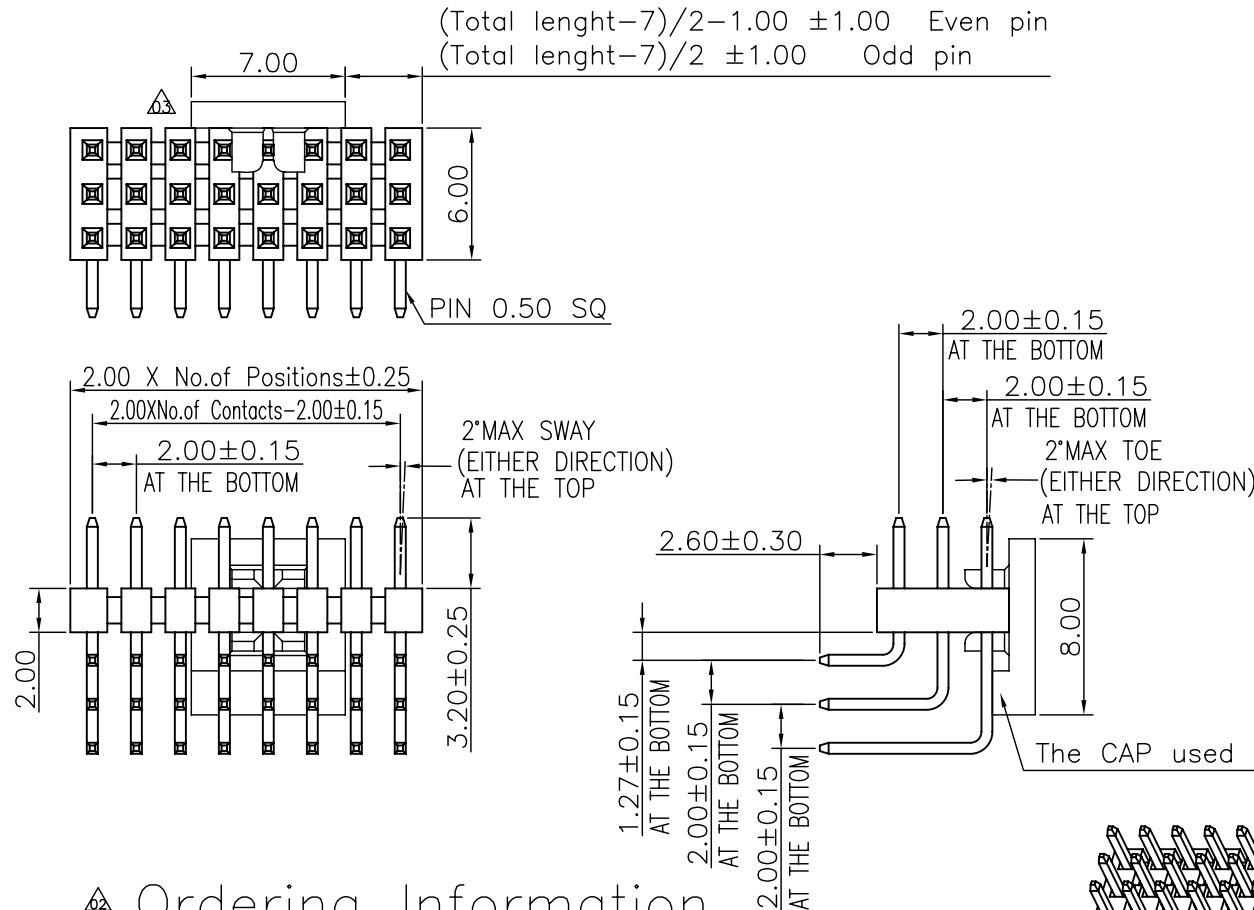 (Total lenght-7)/2-1.00 ±1.00 Even pin
(Total lenght-7)/2 ±1.00 Odd pin
7.00
03
6.00
PIN 0.50 SQ
2.00 X No.of Positions±0.25
2.00XNo.of Contacts-2.00±0.15
2.00±0.15
AT THE BOTTOM
2°MAX SWAY
(EITHER DIRECTION)
AT THE TOP
2.00
3.20±0.25
2.00±0.15
AT THE BOTTOM
2.00±0.15
AT THE BOTTOM
2°MAX TOE
(EITHER DIRECTION)
AT THE TOP
2.60±0.30
8.00
1.27±0.15
AT THE BOTTOM
2.00±0.15
AT THE BOTTOM
2.00±0.15
AT THE BOTTOM
The CAP used
02
Ordering Information